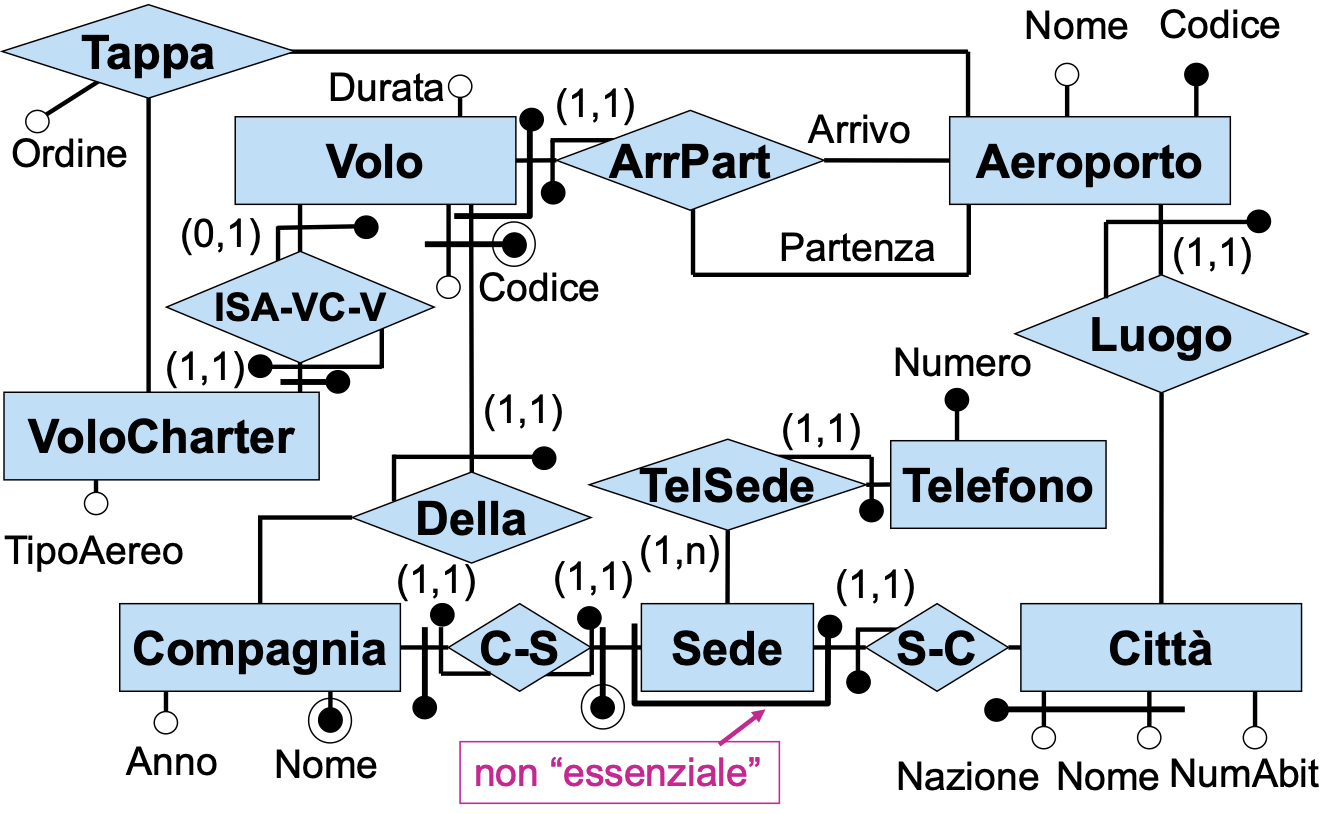 Nome Codice
Tappa
Durata
(1,1)
Arrivo
Ordine
Volo
ArrPart
Aeroporto
(0,1)
Partenza
(1,1)
Codice
ISA-VC-V
Luogo
(1,1)
Numero
(1,1)
(1,1)
VoloCharter
TelSede
Telefono
Della
TipoAereo
(1,n)
(1,1)
(1,1)
(1,1)
Compagnia
C-S
Sede
S-C
Città
Anno
Nome
non “essenziale”
Nazione Nome NumAbit